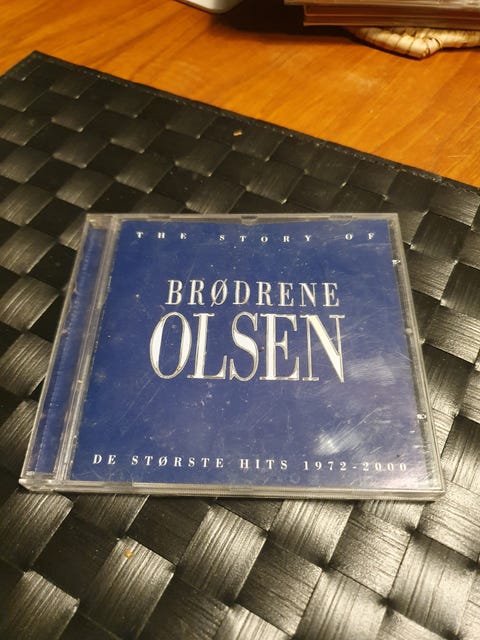 THE STORY OF
BRØDRENE
OLSEN
DE STØRSTE HITS 1972-2000